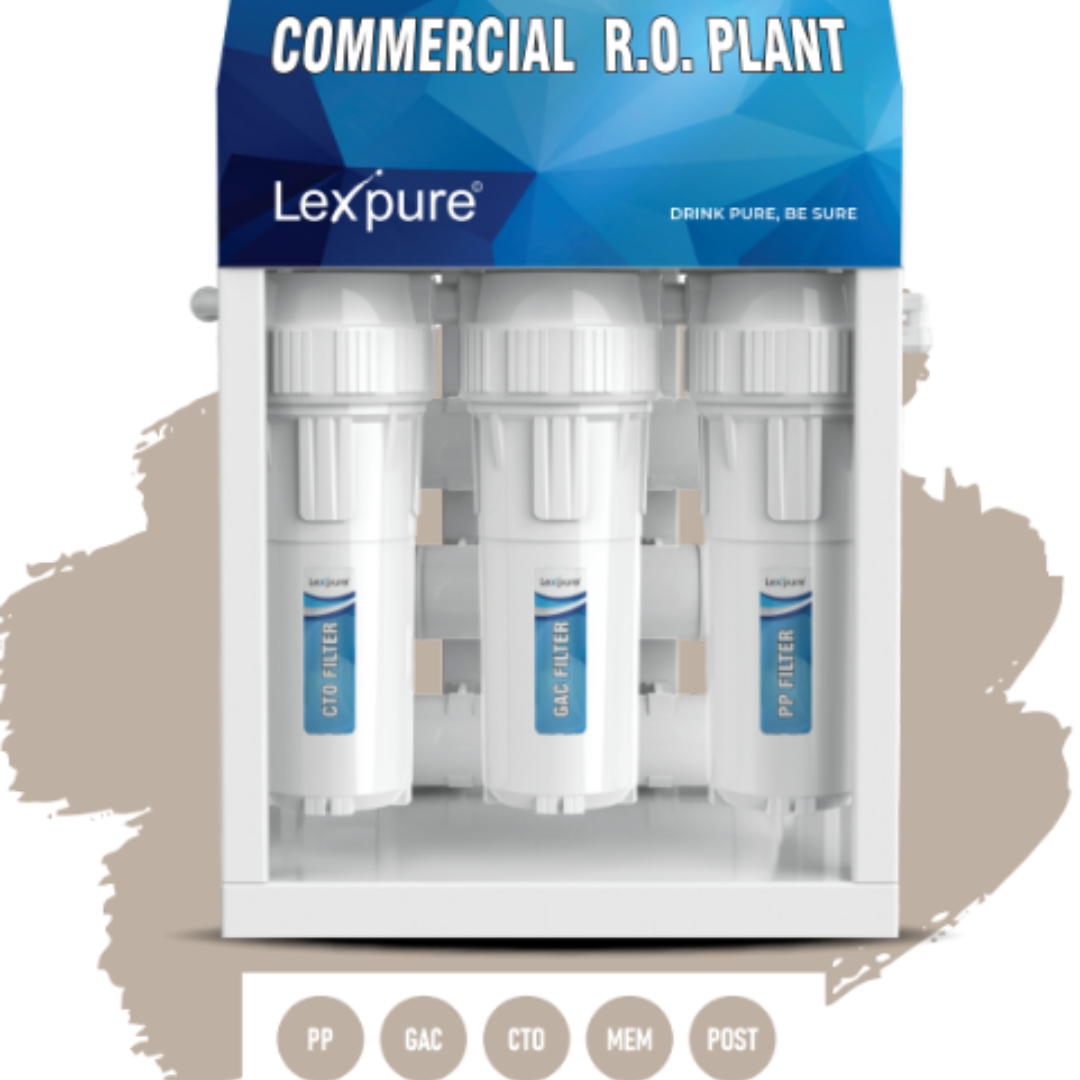 COMMERCIAL R.O. PLANT
Lexpure©
DRINK PURE, BE SURE
Lexpure
CTO FILTER
Lexpure
GAC FILTER
Lexpure
PP FILTER
PP
GAC
CTO
MEM
POST